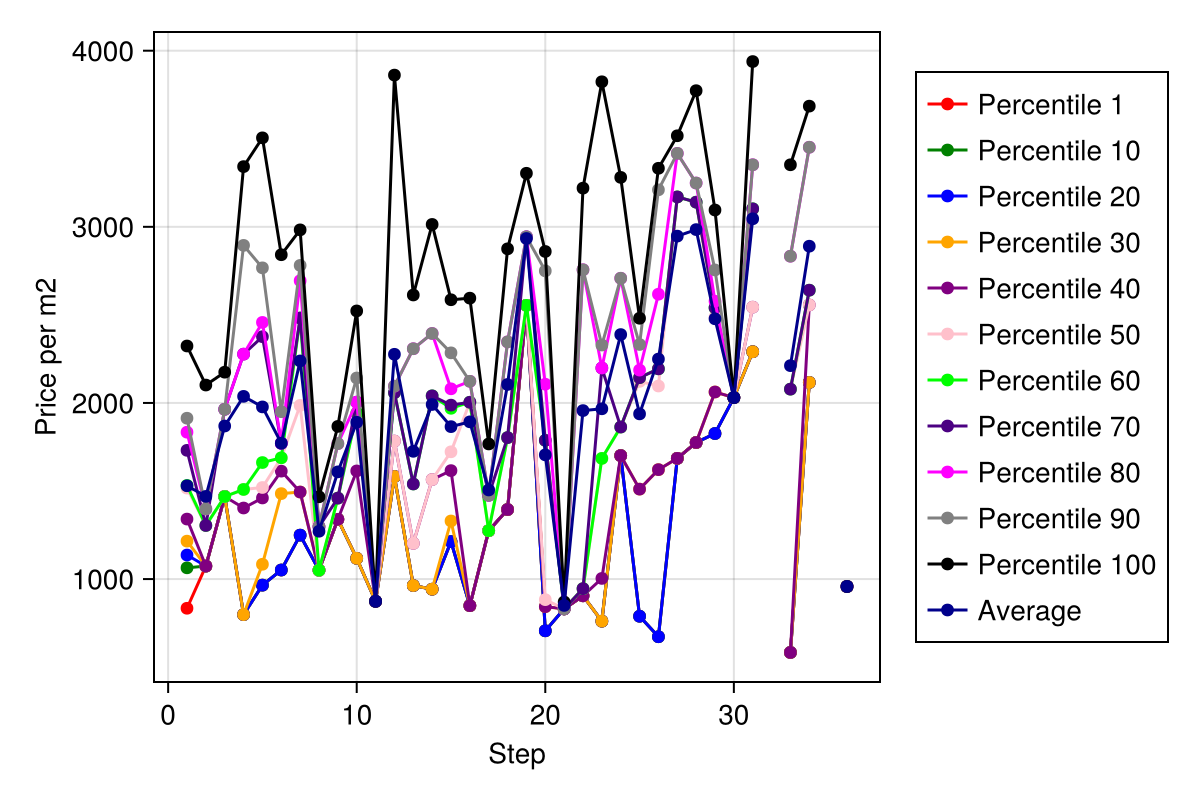 4000
3000
2000
1000
Price per m2
0 10 20 30
Step
Percentile 1
Percentile 10
Percentile 20
Percentile 30
Percentile 40
Percentile 50
Percentile 60
Percentile 70
Percentile 80
Percentile 90
Percentile 100
Average